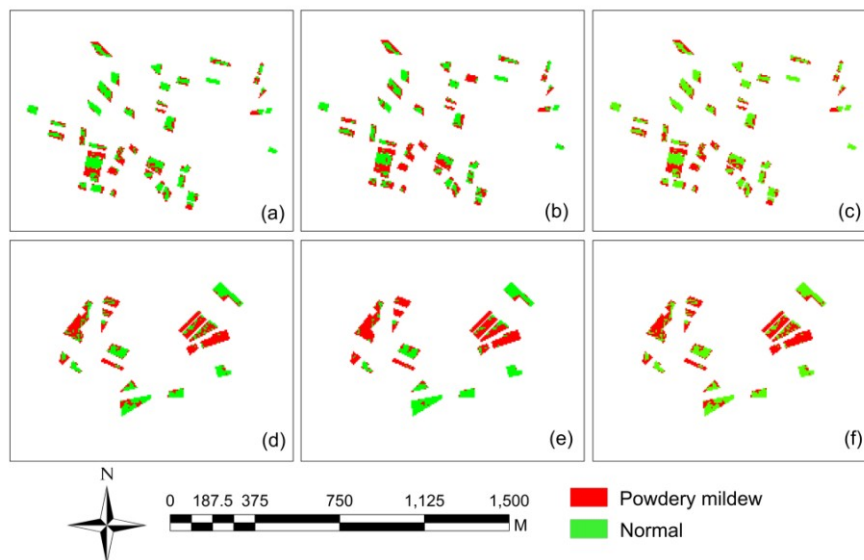 (a)
(b)
(c)
(d)
(e)
(f)
N
0 187.5 375 750 1,125 1,500
M
Powdery mildew
Normal